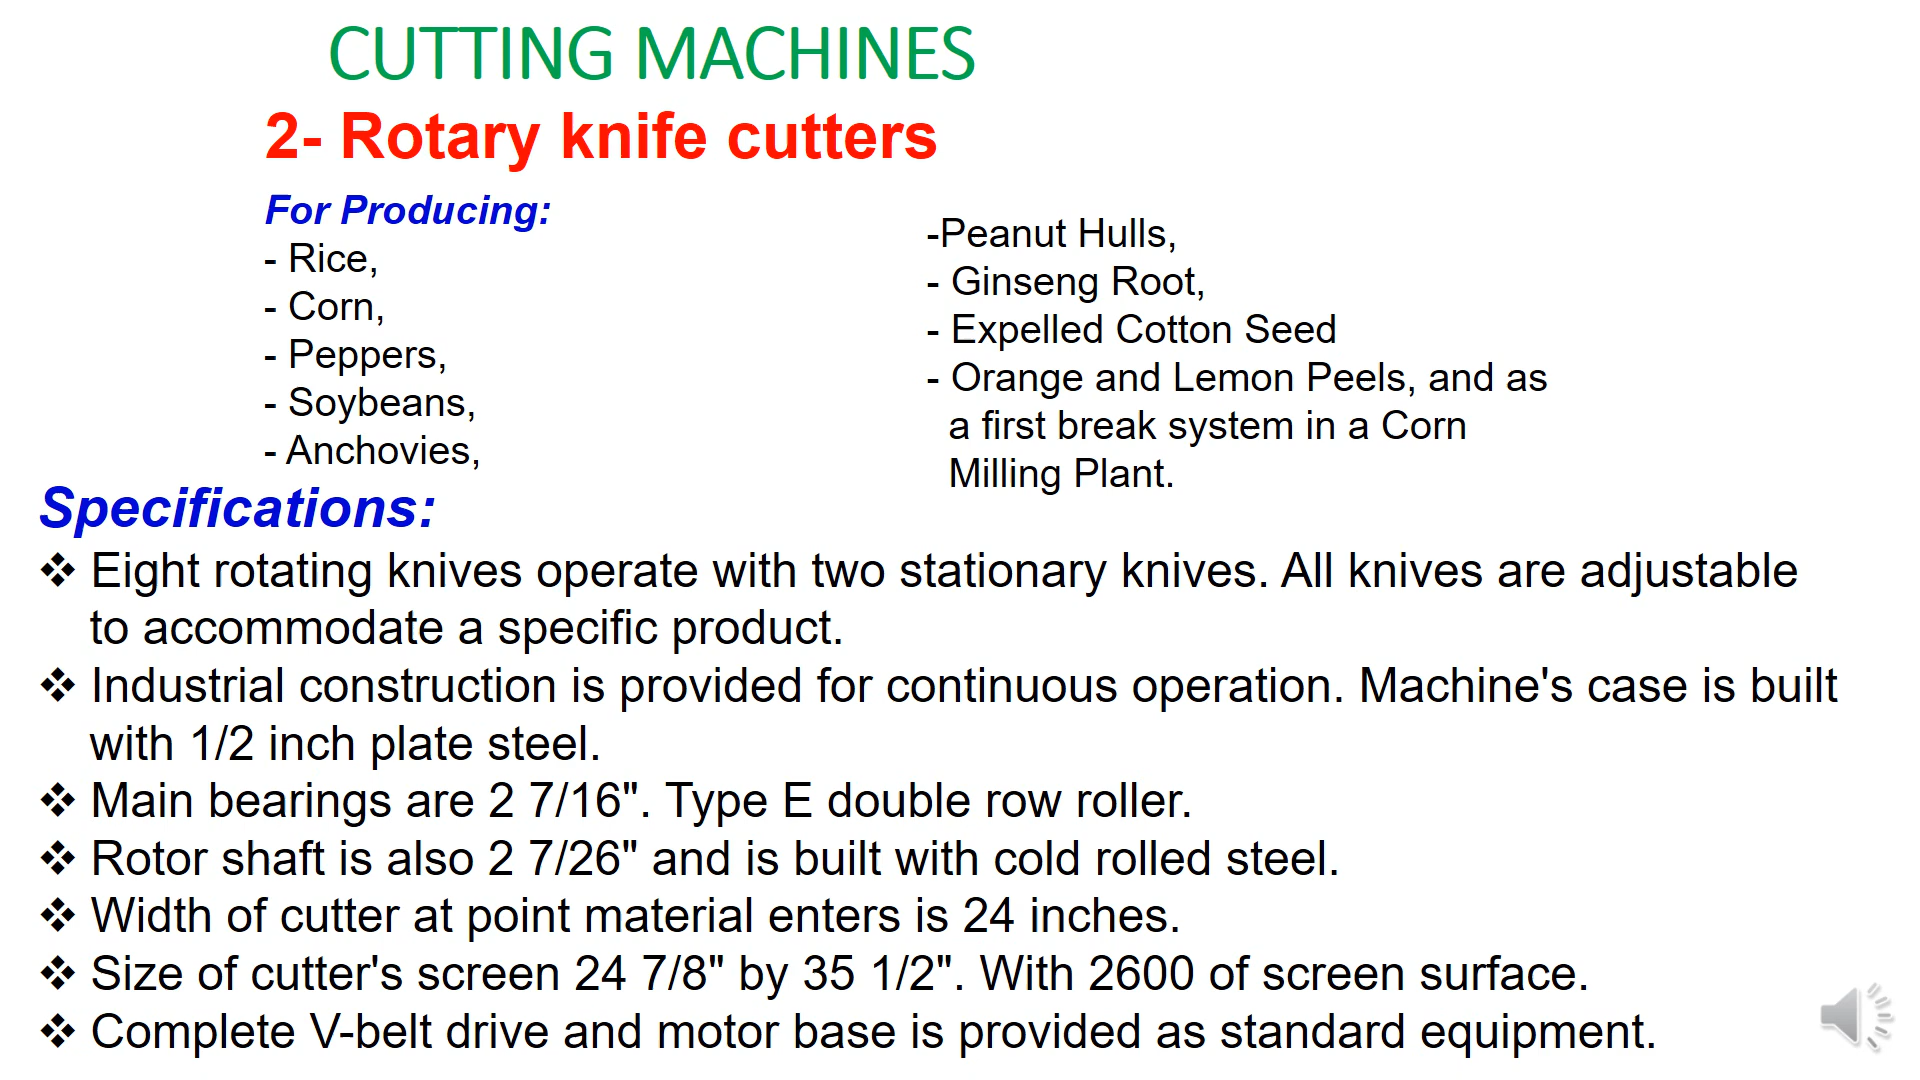 CUTTING MACHINES
2- Rotary knife cutters
For Producing:
- Rice,
- Corn,
- Peppers,
- Soybeans,
- Anchovies,
-Peanut Hulls,
- Ginseng Root,
- Expelled Cotton Seed
- Orange and Lemon Peels, and as
a first break system in a Corn
Milling Plant.
Specifications:
❖ Eight rotating knives operate with two stationary knives. All knives are adjustable
to accommodate a specific product.
❖ Industrial construction is provided for continuous operation. Machine's case is built
with 1/2 inch plate steel.
❖ Main bearings are 2 7/16". Type E double row roller.
❖ Rotor shaft is also 2 7/26" and is built with cold rolled steel.
❖ Width of cutter at point material enters is 24 inches.
❖ Size of cutter's screen 24 7/8" by 35 1/2". With 2600 of screen surface.
❖ Complete V-belt drive and motor base is provided as standard equipment.